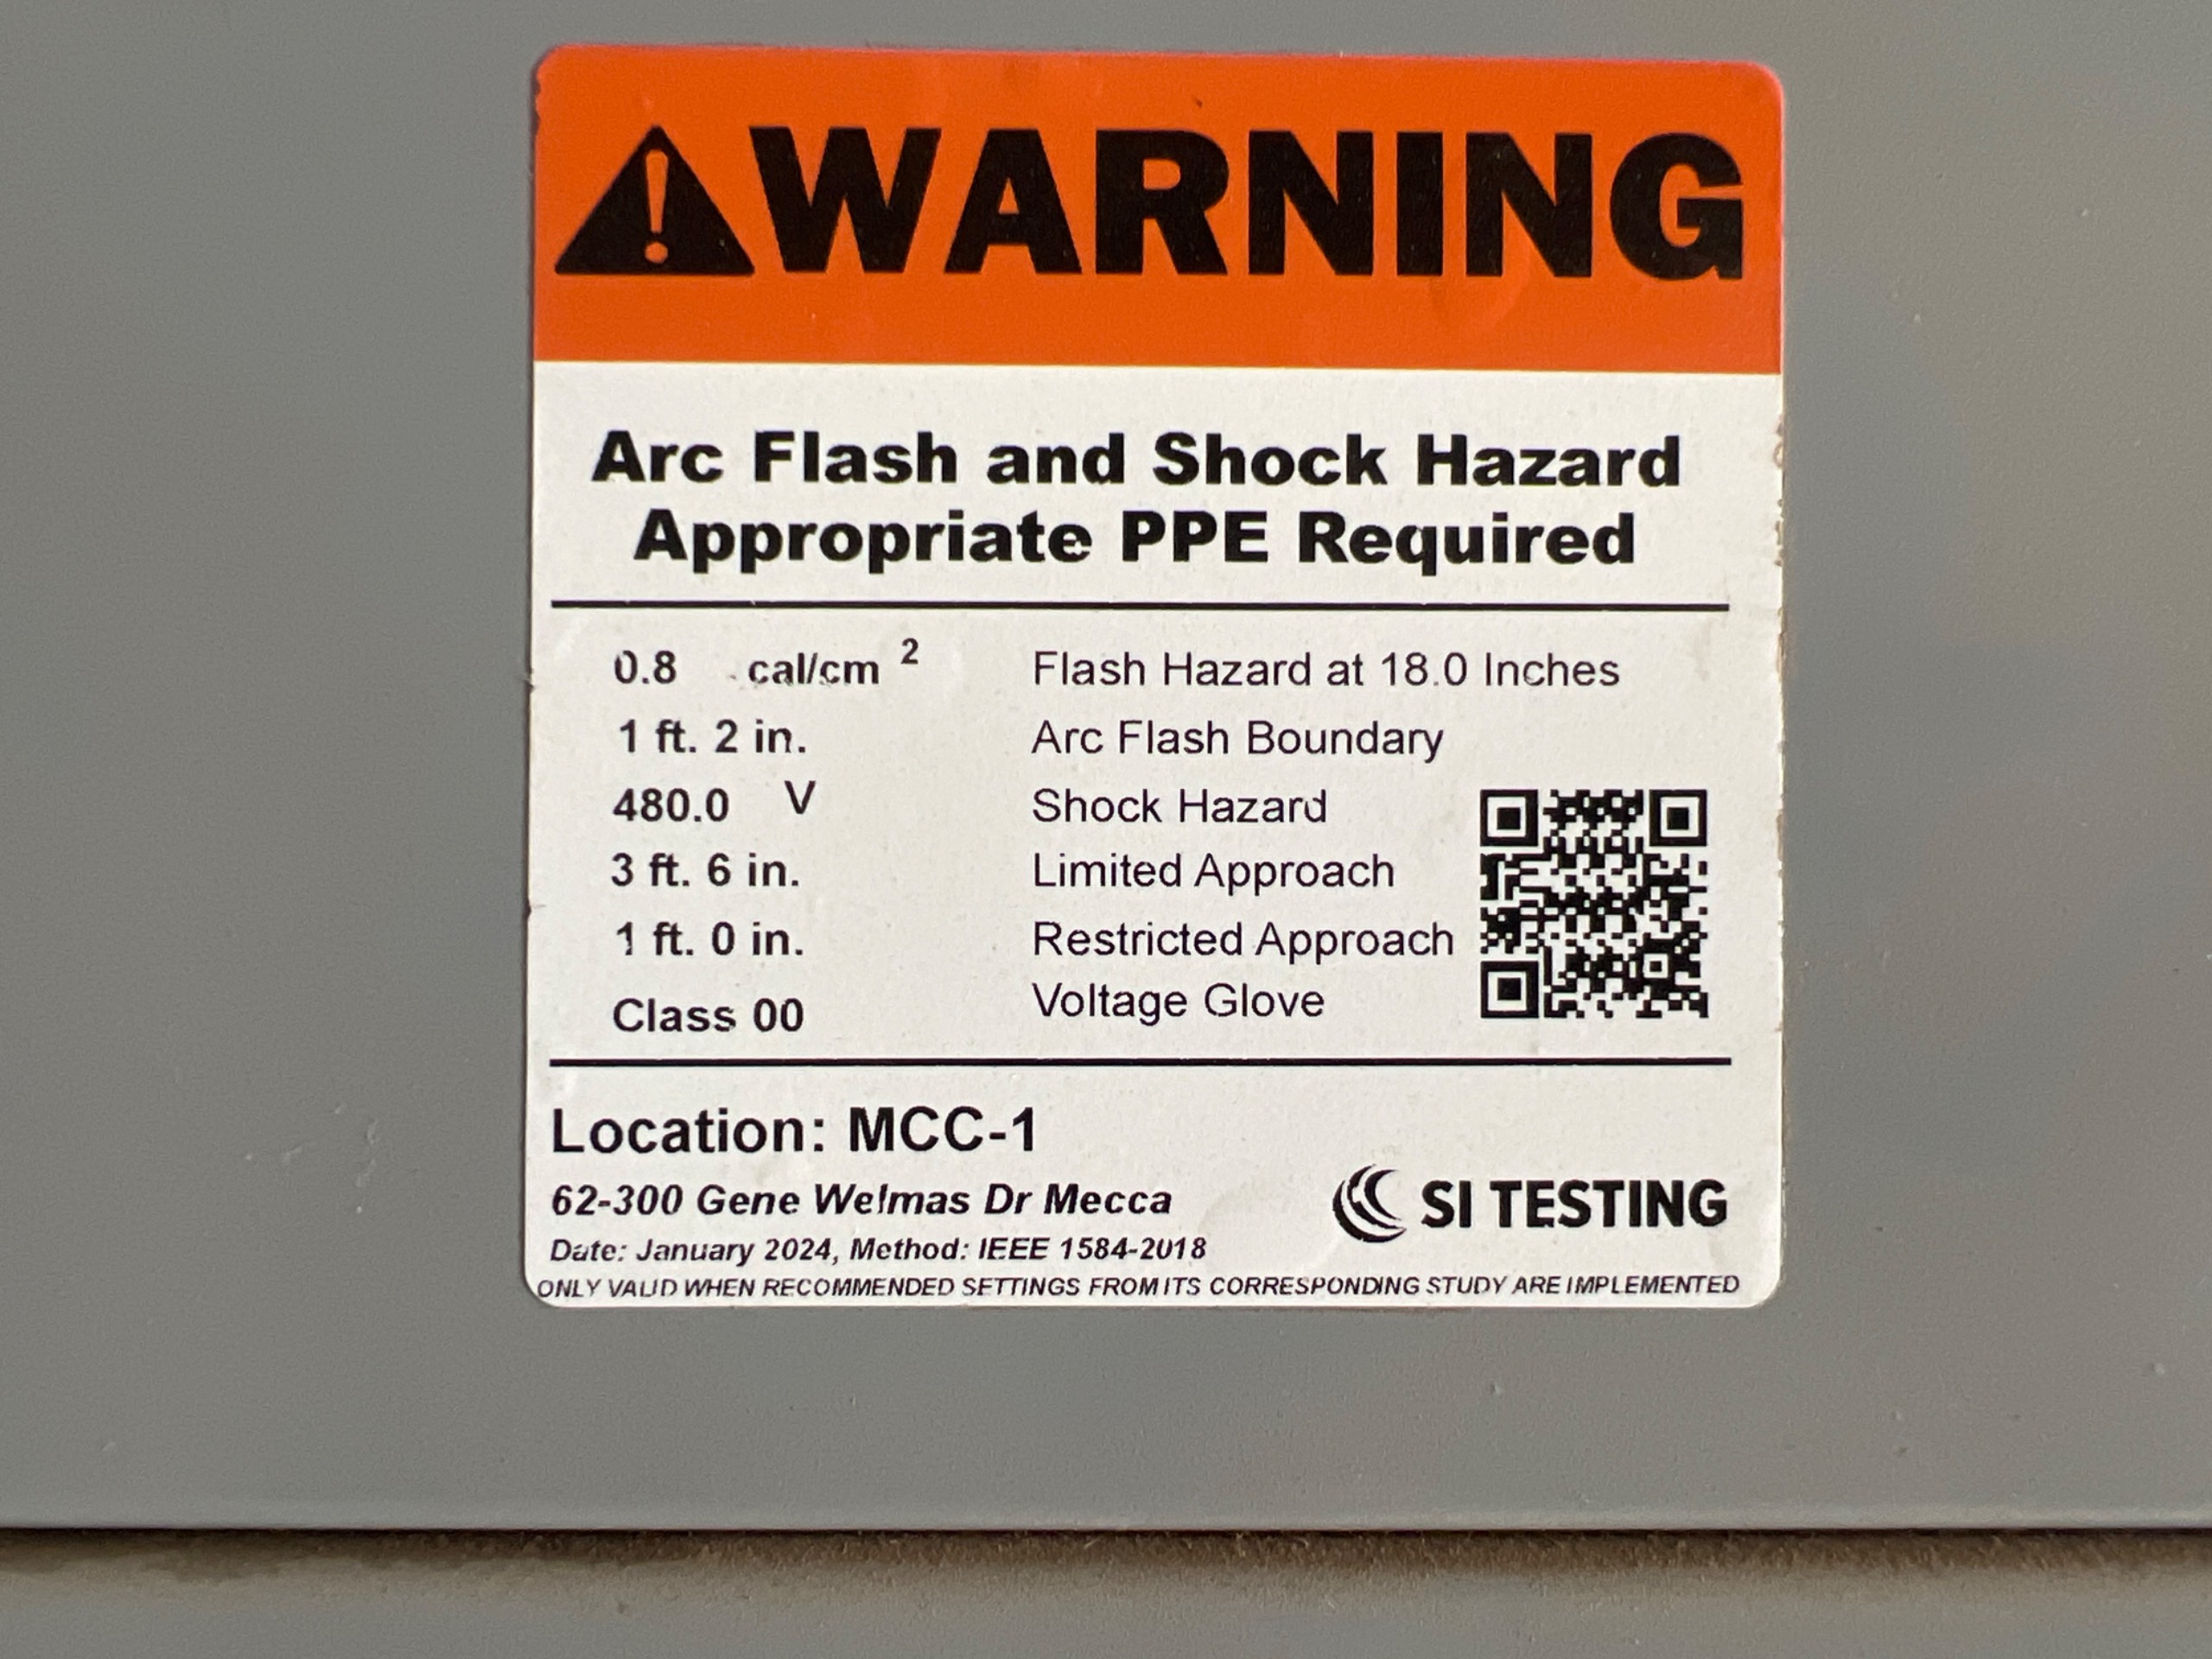 WARNING
Arc Flash and Shock Hazard
Appropriate PPE Required
0.8 cal/cm 2 Flash Hazard at 18.0 Inches
1 ft. 2 in. Arc Flash Boundary
480.0 V Shock Hazard
3 ft. 6 in. Limited Approach
1 ft. 0 in. Restricted Approach
Class 00 Voltage Glove
Location: MCC-1
62-300 Gene Welmas Dr Mecca
SI TESTING
Date: January 2024, Method: IEEE 1584-2018
ONLY VALID WHEN RECOMMENDED SETTINGS FROM ITS CORRESPONDING STUDY ARE IMPLEMENTED